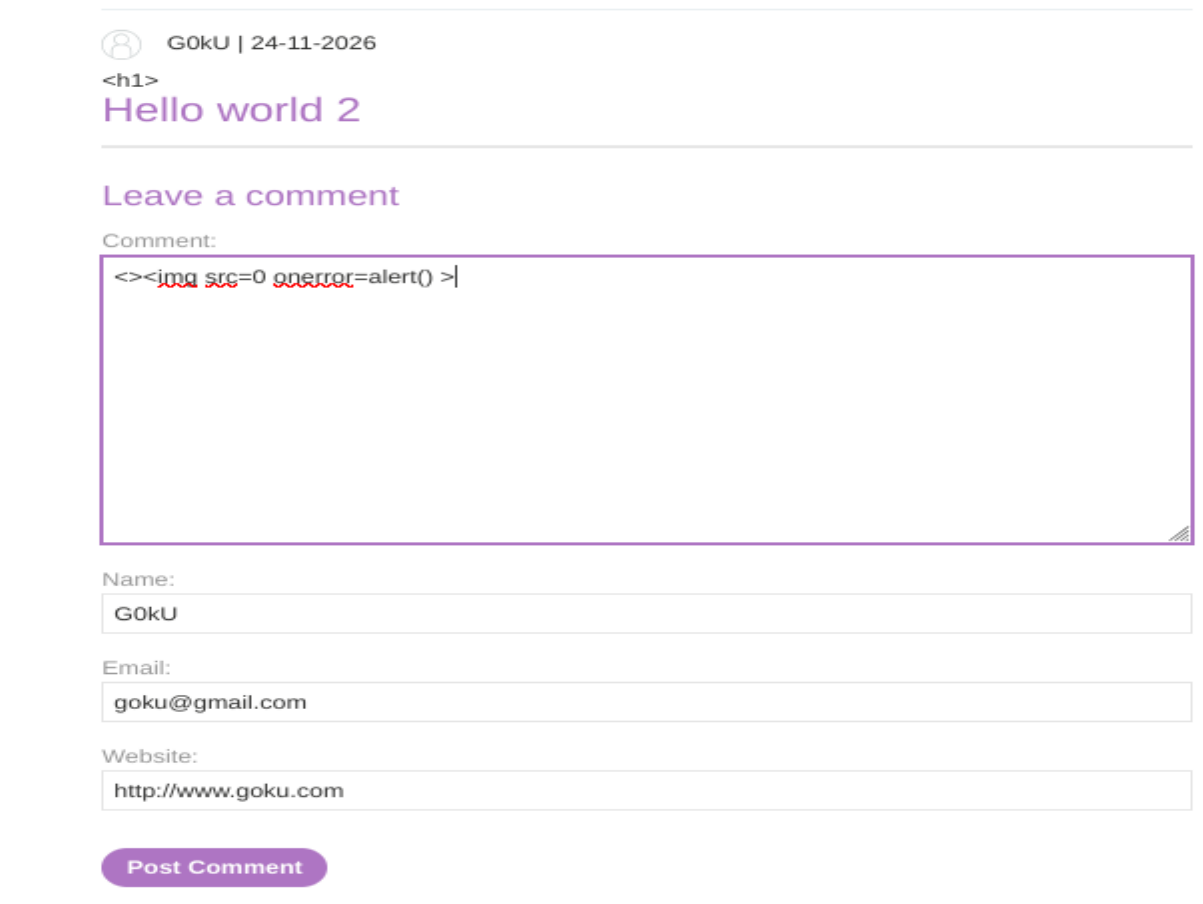 G0kU | 24-11-2026
<h1>
Hello world 2
Leave a comment
Comment:
<><img src=0 onerror=alert() >
Name:
G0kU
Email:
goku@gmail.com
Website:
http://www.goku.com
Post Comment